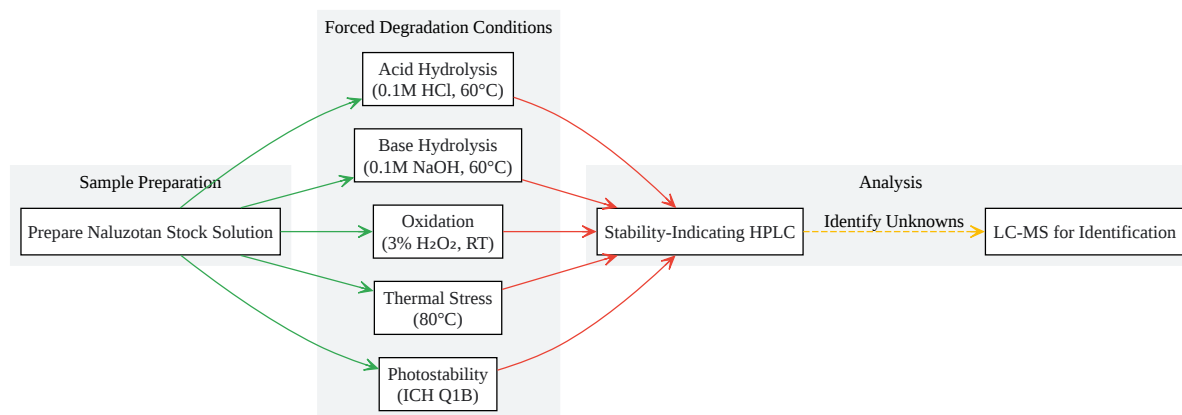 Forced Degradation Conditions
Acid Hydrolysis
(0.1M HCl, 60°C)
Base Hydrolysis
(0.1M NaOH, 60°C)
Sample Preparation
Analysis
Prepare Naluzotan Stock Solution
Oxidation
(3% H₂O₂, RT)
Stability-Indicating HPLC
Identify Unknowns
LC-MS for Identification
Thermal Stress
(80°C)
Photostability
(ICH Q1B)